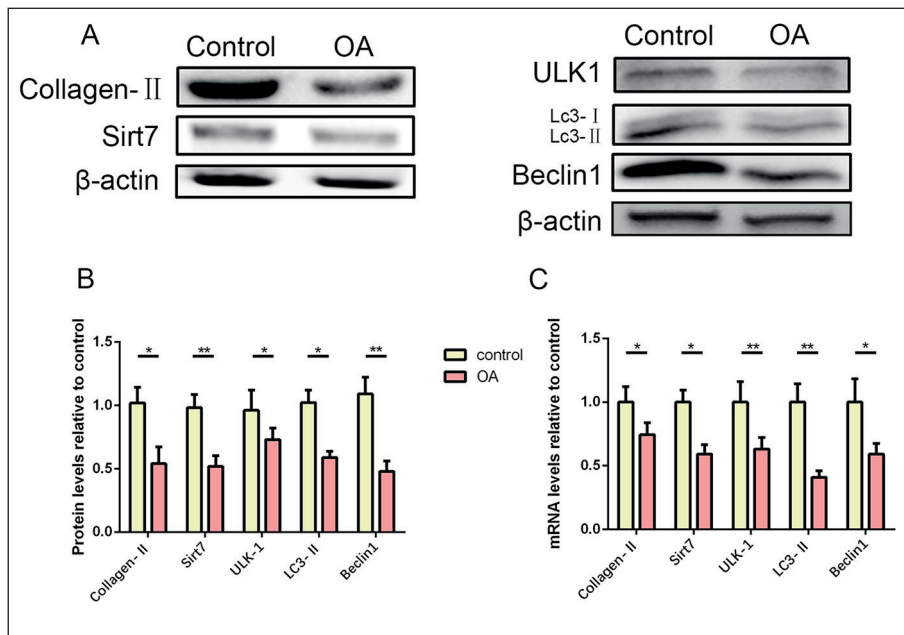 A
Control OA
Collagen-Ⅱ
Sirt7
β-actin
Control OA
ULK1
Lc3-Ⅰ
Lc3-Ⅱ
Beclin1
β-actin
B
Protein levels relative to control
1.5
1.0
0.5
0.0
* ** * * **
Collagen-II Sirt7 ULK-1 LC3-II Beclin1
control
OA
C
mRNA levels relative to control
1.5
1.0
0.5
0.0
* * ** ** *
Collagen-II Sirt7 ULK-1 LC3-II Beclin1